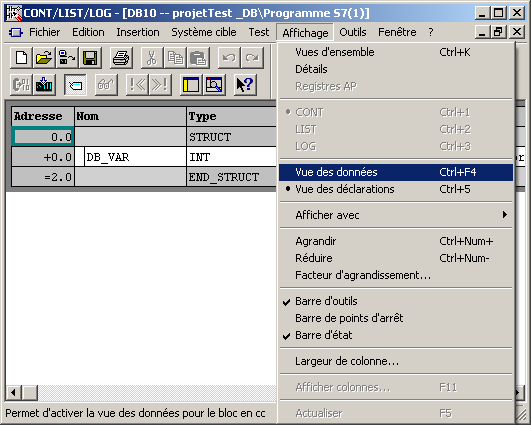 CONT/LIST/LOG - [DB10 -- projetTest _DB\Programme S7(1)]
Fichier Edition Insertion Système cible Test Affichage Outils Fenêtre ?
Vues d'ensemble Ctrl+K
Détails
Registres AP
CONT Ctrl+1
LIST Ctrl+2
LOG Ctrl+3
Vue des données Ctrl+F4
Vue des déclarations Ctrl+5
Afficher avec
Agrandir Ctrl+Num+
Réduire Ctrl+Num-
Facteur d'agrandissement...
Barre d'outils
Barre de points d'arrêt
Barre d'état
Largeur de colonne...
Afficher colonnes... F11
Actualiser F5
Adresse Nom Type
0.0 STRUCT
+0.0 DB_VAR INT
=2.0 END_STRUCT
Permet d'activer la vue des données pour le bloc en cc